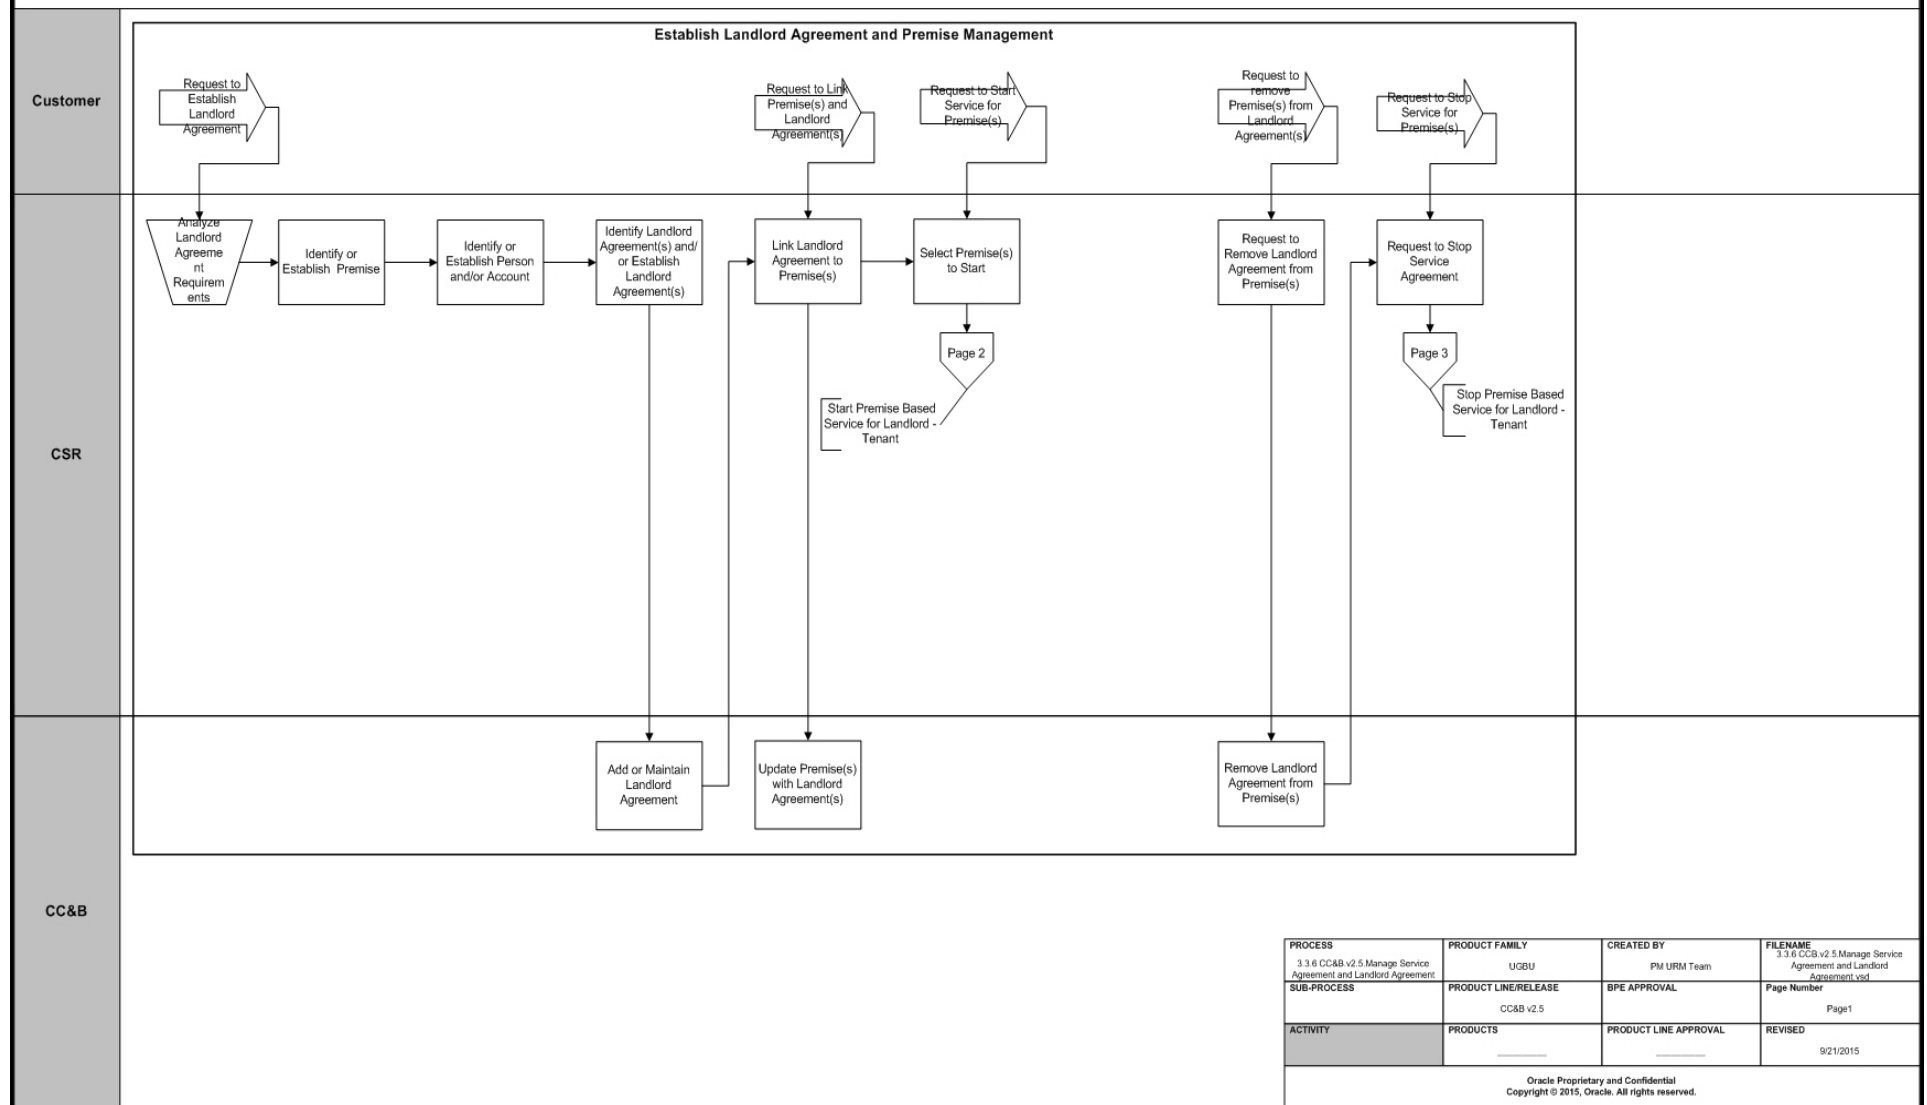 Establish Landlord Agreement and Premise Management
Customer
Request to
Establish
Landlord
Agreement
Request to Link
Premise(s) and
Landlord
Agreement(s)
Request to Start
Service for
Premise(s)
Request to
remove
Premise(s) from
Landlord
Agreement(s)
Request to Stop
Service for
Premise(s)
CSR
Analyze
Landlord
Agreeme
nt
Requirem
ents
Identify or
Establish Premise
Identify or
Establish Person
and/or Account
Identify Landlord
Agreement(s) and/
or Establish
Landlord
Agreement(s)
Link Landlord
Agreement to
Premise(s)
Select Premise(s)
to Start
Request to
Remove Landlord
Agreement from
Premise(s)
Request to Stop
Service
Agreement
Page 2
Start Premise Based
Service for Landlord -
Tenant
Page 3
Stop Premise Based
Service for Landlord -
Tenant
CC&B
Add or Maintain
Landlord
Agreement
Update Premise(s)
with Landlord
Agreement(s)
Remove Landlord
Agreement from
Premise(s)
PROCESS
3.3.6 CC&B.v2.5.Manage Service
Agreement and Landlord Agreement
PRODUCT FAMILY
UGBU
CREATED BY
PM URM Team
FILENAME
3.3.6 CCB.v2.5.Manage Service
Agreement and Landlord
Agreement.vsd
SUB-PROCESS
PRODUCT LINE/RELEASE
CC&B v2.5
BPE APPROVAL
Page Number
Page1
ACTIVITY
PRODUCTS
PRODUCT LINE APPROVAL
REVISED
9/21/2015
Oracle Proprietary and Confidential
Copyright © 2015, Oracle. All rights reserved.